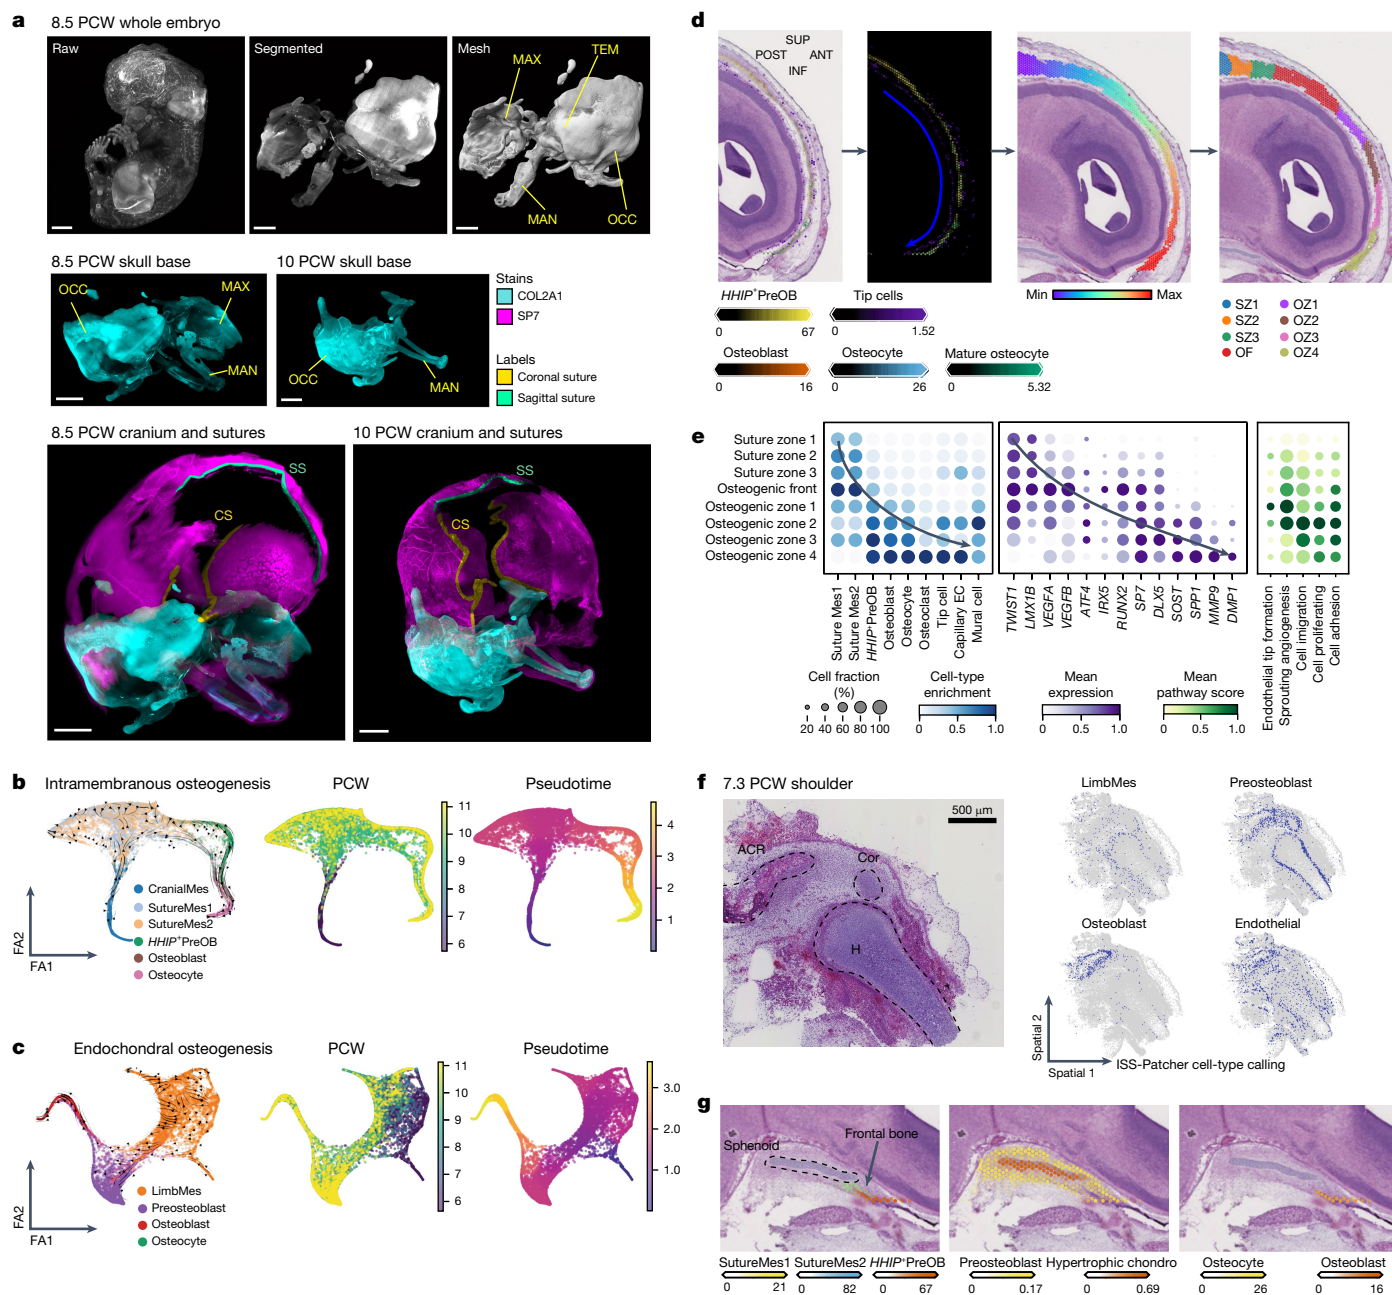 a
8.5 PCW whole embryo
Raw
Segmented
Mesh
MAX
TEM
MAN
OCC
8.5 PCW skull base
10 PCW skull base
OCC
MAX
MAN
OCC
MAN
Stains
COL2A1
SP7
Labels
Coronal suture
Sagittal suture
8.5 PCW cranium and sutures
10 PCW cranium and sutures
SS
CS
SS
CS
b
Intramembranous osteogenesis
PCW
Pseudotime
CranialMes
SutureMes1
SutureMes2
HHIP+PreOB
Osteoblast
Osteocyte
FA2
FA1
11
10
9
8
7
6
4
3
2
1
c
Endochondral osteogenesis
PCW
Pseudotime
LimbMes
Preosteoblast
Osteoblast
Osteocyte
FA2
FA1
11
10
9
8
7
6
3.0
2.0
1.0
d
SUP
POST ANT
INF
HHIP+PreOB
0 67
Tip cells
0 1.52
Osteoblast
0 16
Osteocyte
0 26
Mature osteocyte
0 5.32
Min Max
SZ1
SZ2
SZ3
OF
OZ1
OZ2
OZ3
OZ4
e
Suture zone 1
Suture zone 2
Suture zone 3
Osteogenic front
Osteogenic zone 1
Osteogenic zone 2
Osteogenic zone 3
Osteogenic zone 4
Suture Mes1
Suture Mes2
HHIP+PreOB
Osteoblast
Osteocyte
Osteoclast
Tip cell
Capillary EC
Mural cell
TWIST1
LMX1B
VEGFA
VEGFB
ATF4
IRX5
RUNX2
SP7
DLX5
SOST
SPP1
MMP9
DMP1
Endothelial tip formation
Sprouting angiogenesis
Cell imigration
Cell proliferating
Cell adhesion
Cell fraction
(%)
20 40 60 80 100
Cell-type
enrichment
0 0.5 1.0
Mean
expression
0 0.5 1.0
Mean
pathway score
0 0.5 1.0
f
7.3 PCW shoulder
500 μm
ACR
Cor
H
LimbMes
Preosteoblast
Osteoblast
Endothelial
Spatial 2
Spatial 1
ISS-Patcher cell-type calling
g
Sphenoid
Frontal bone
SutureMes1
0 21
SutureMes2
0 82
HHIP+PreOB
0 67
Preosteoblast
0 0.17
Hypertrophic chondro
0 0.69
Osteocyte
0 26
Osteoblast
0 16